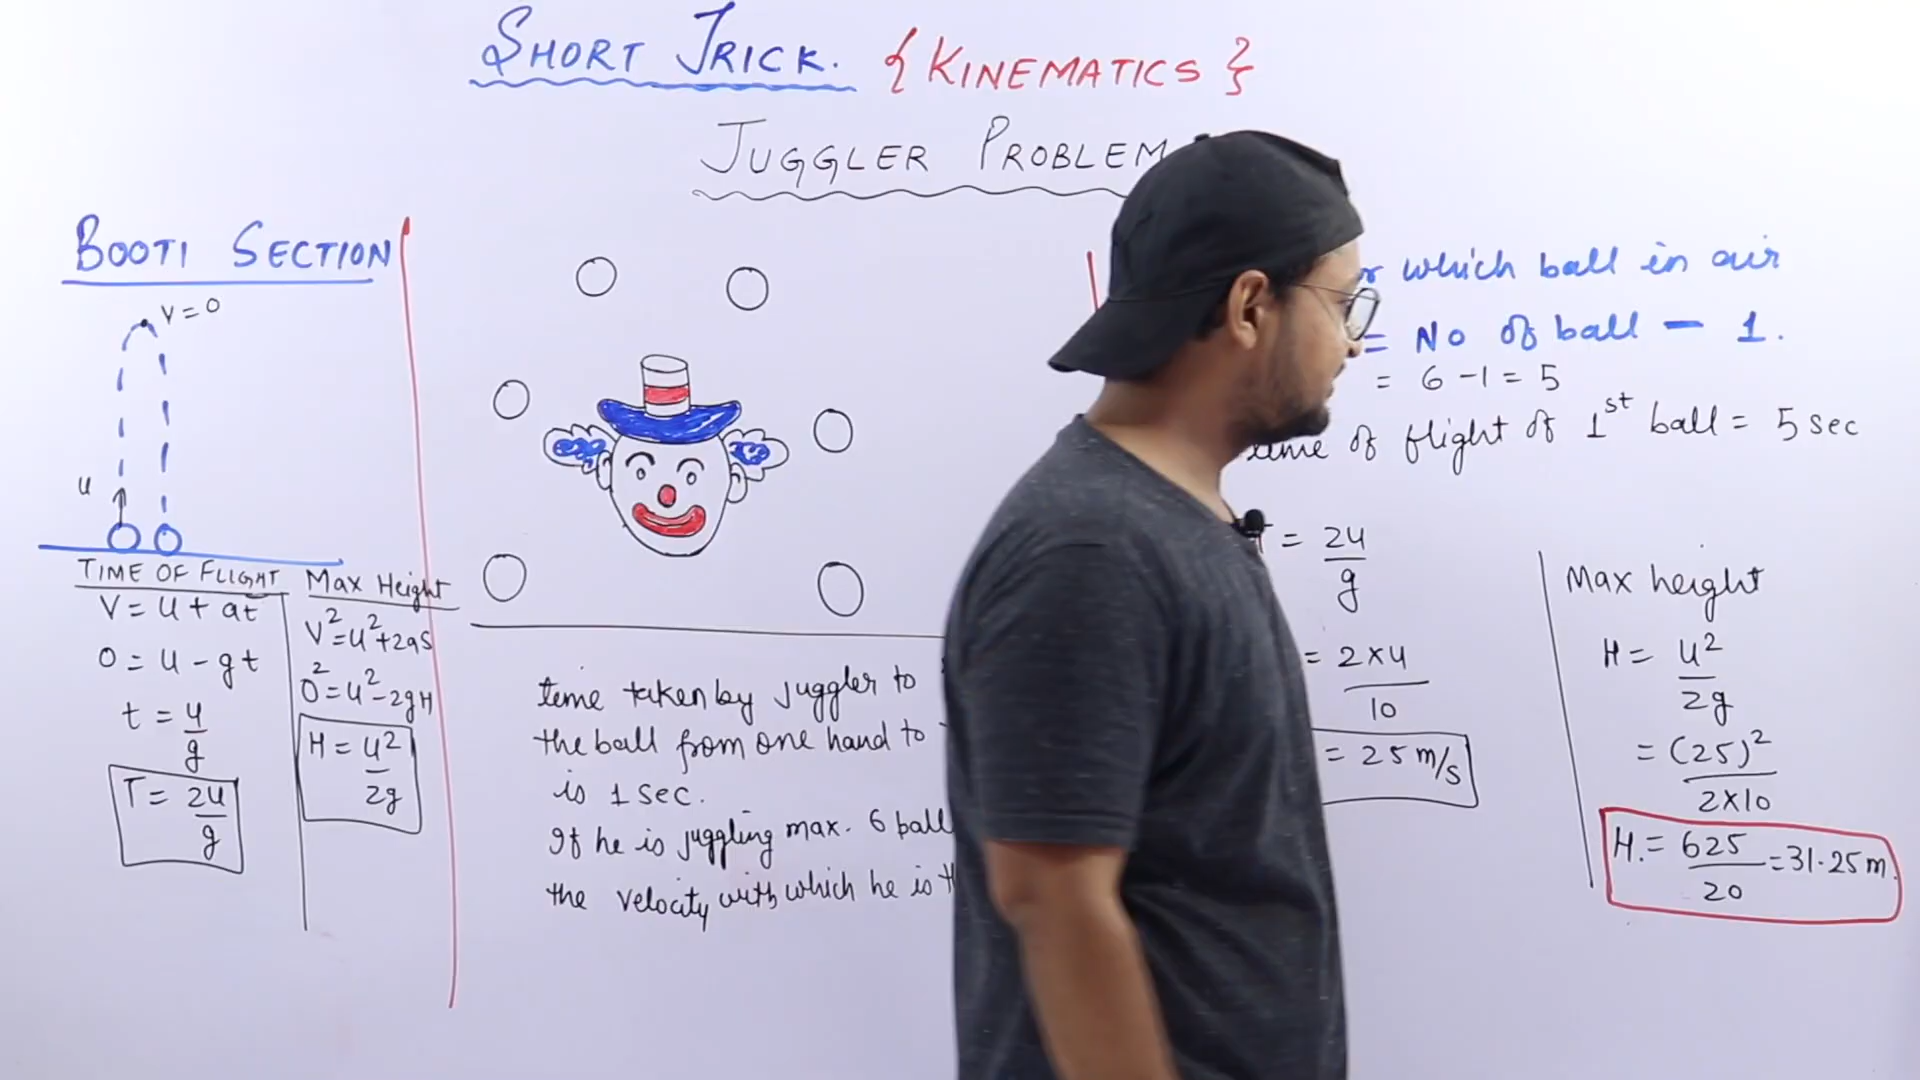 SHORT TRICK. { KINEMATICS }
JUGGLER PROBLEM
BOOTI SECTION
V = 0
u
TIME OF FLIGHT
V = u + at
0 = u - gt
t = u/g
T = 2u/g
Max Height
V² = u² + 2as
0² = u² - 2gH
H = u²/2g
time taken by juggler to
the ball from one hand to
is 1 sec.
If he is juggling max. 6 ball
the velocity with which he is
which ball in air
= No of ball - 1.
= 6 - 1 = 5
time of flight of 1st ball = 5 sec
= 2u/g
= 2×u/10
= 25 m/s
Max height
H = u²/2g
= (25)²/2×10
H. = 625/20 = 31.25 m.